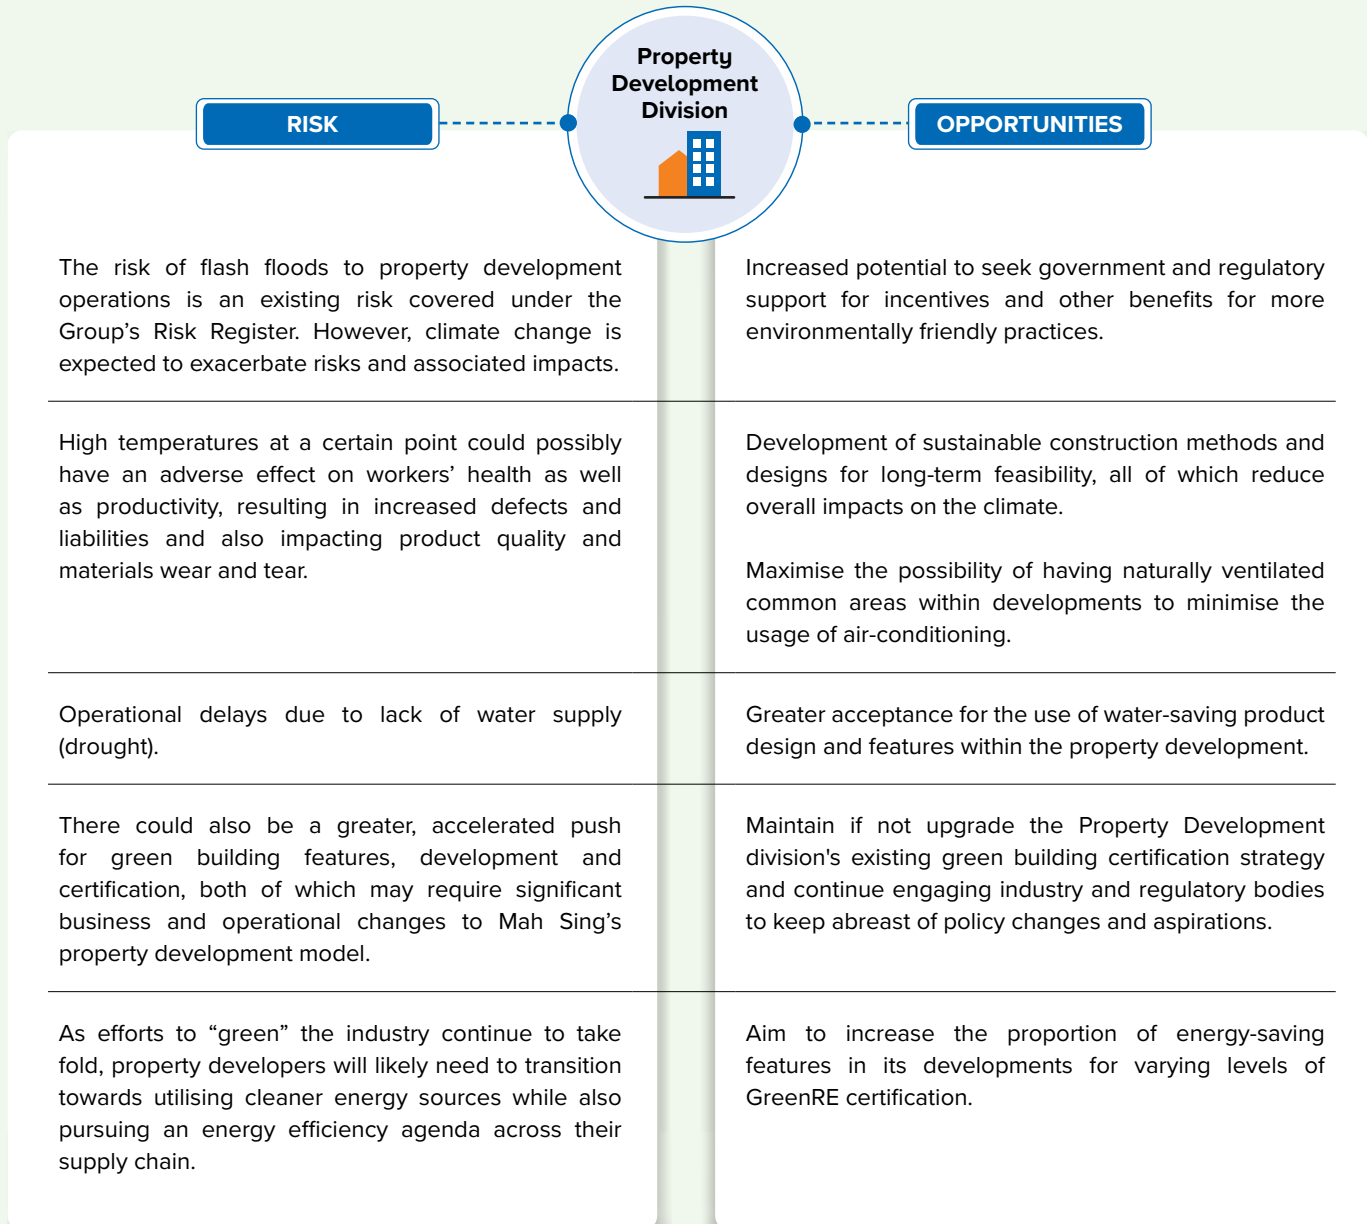 Property
Development
Division
RISK
OPPORTUNITIES
The risk of flash floods to property development
operations is an existing risk covered under the
Group’s Risk Register. However, climate change is
expected to exacerbate risks and associated impacts.
Increased potential to seek government and regulatory
support for incentives and other benefits for more
environmentally friendly practices.
High temperatures at a certain point could possibly
have an adverse effect on workers’ health as well
as productivity, resulting in increased defects and
liabilities and also impacting product quality and
materials wear and tear.
Development of sustainable construction methods and
designs for long-term feasibility, all of which reduce
overall impacts on the climate.
Maximise the possibility of having naturally ventilated
common areas within developments to minimise the
usage of air-conditioning.
Operational delays due to lack of water supply
(drought).
Greater acceptance for the use of water-saving product
design and features within the property development.
There could also be a greater, accelerated push
for green building features, development and
certification, both of which may require significant
business and operational changes to Mah Sing’s
property development model.
Maintain if not upgrade the Property Development
division's existing green building certification strategy
and continue engaging industry and regulatory bodies
to keep abreast of policy changes and aspirations.
As efforts to “green” the industry continue to take
fold, property developers will likely need to transition
towards utilising cleaner energy sources while also
pursuing an energy efficiency agenda across their
supply chain.
Aim to increase the proportion of energy-saving
features in its developments for varying levels of
GreenRE certification.